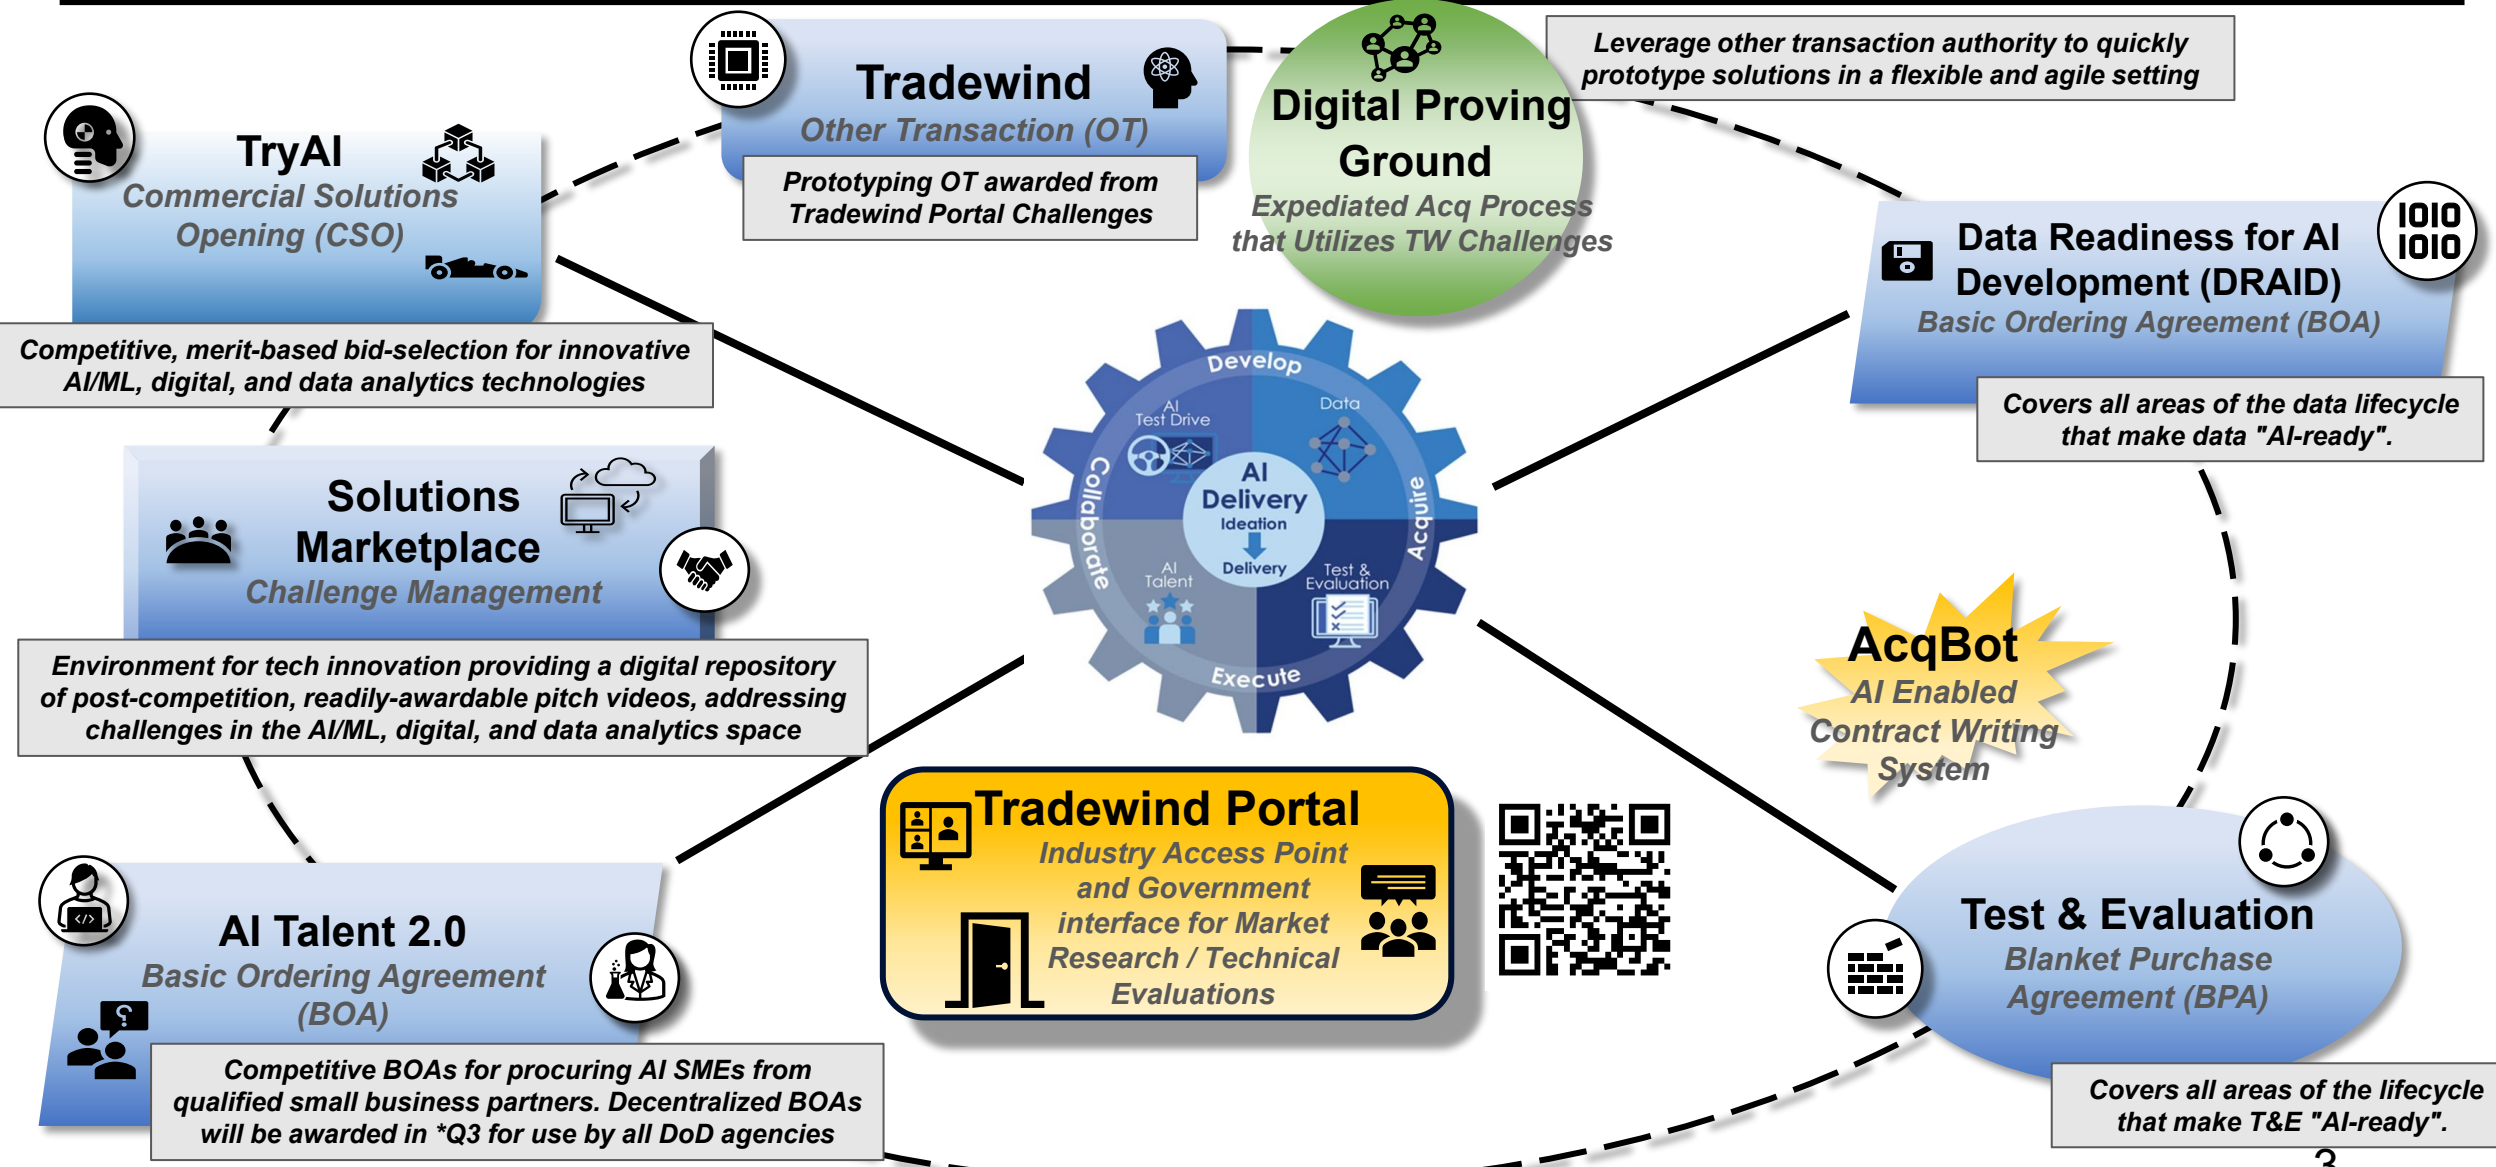 Tradewind
Other Transaction (OT)
Prototyping OT awarded from
Tradewind Portal Challenges
Digital Proving
Ground
Expediated Acq Process
that Utilizes TW Challenges
Leverage other transaction authority to quickly
prototype solutions in a flexible and agile setting
TryAI
Commercial Solutions
Opening (CSO)
Competitive, merit-based bid-selection for innovative
AI/ML, digital, and data analytics technologies
1010
1010
Data Readiness for AI
Development (DRAID)
Basic Ordering Agreement (BOA)
Covers all areas of the data lifecycle
that make data "AI-ready".
Solutions
Marketplace
Challenge Management
Environment for tech innovation providing a digital repository
of post-competition, readily-awardable pitch videos, addressing
challenges in the AI/ML, digital, and data analytics space
Develop
Acquire
Execute
Collaborate
AI
Test Drive
Data
AI
Delivery
Ideation
Delivery
AI
Talent
Test &
Evaluation
AcqBot
AI Enabled
Contract Writing
System
Tradewind Portal
Industry Access Point
and Government
interface for Market
Research / Technical
Evaluations
</>
?
AI Talent 2.0
Basic Ordering Agreement
(BOA)
Competitive BOAs for procuring AI SMEs from
qualified small business partners. Decentralized BOAs
will be awarded in *Q3 for use by all DoD agencies
Test & Evaluation
Blanket Purchase
Agreement (BPA)
Covers all areas of the lifecycle
that make T&E "AI-ready".
3